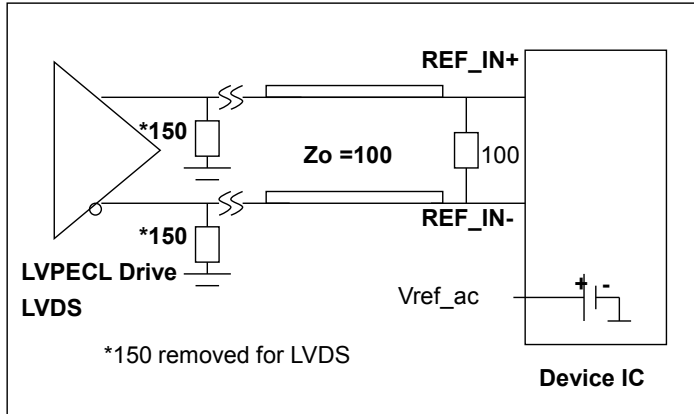 REF_IN+
*150
Zo =100
100
*150
REF_IN-
LVPECL Drive
LVDS
Vref_ac
+ -
*150 removed for LVDS
Device IC